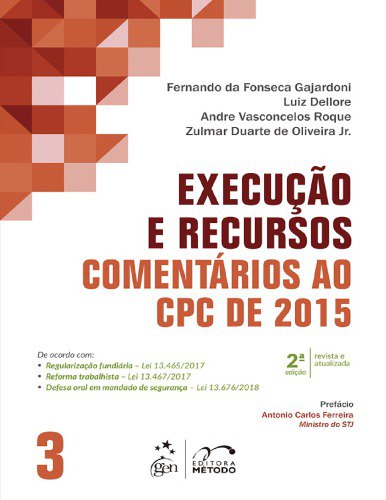 Fernando da Fonseca Gajardoni
Luiz Dellore
Andre Vasconcelos Roque
Zulmar Duarte de Oliveira Jr.
EXECUÇÃO
E RECURSOS
COMENTÁRIOS AO
CPC DE 2015
De acordo com:
• Regularização fundiária – Lei 13.465/2017
• Reforma trabalhista – Lei 13.467/2017
• Defesa oral em mandado de segurança – Lei 13.676/2018
2ª edição
revista e
atualizada
Prefácio
Antonio Carlos Ferreira
Ministro do STJ
3
gen
EDITORA
MÉTODO